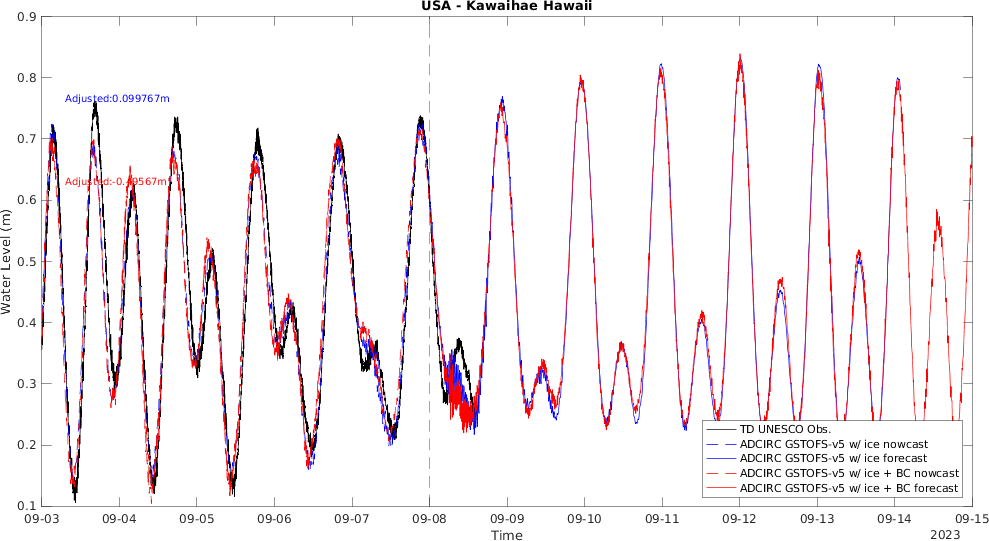 USA - Kawaihae Hawaii
0.9
0.8
0.7
0.6
0.5
0.4
0.3
0.2
0.1
Water Level (m)
Adjusted:0.099767m
Adjusted:-0.49567m
TD UNESCO Obs.
ADCIRC GSTOFS-v5 w/ ice nowcast
ADCIRC GSTOFS-v5 w/ ice forecast
ADCIRC GSTOFS-v5 w/ ice + BC nowcast
ADCIRC GSTOFS-v5 w/ ice + BC forecast
09-03 09-04 09-05 09-06 09-07 09-08 09-09 09-10 09-11 09-12 09-13 09-14 09-15
Time
2023